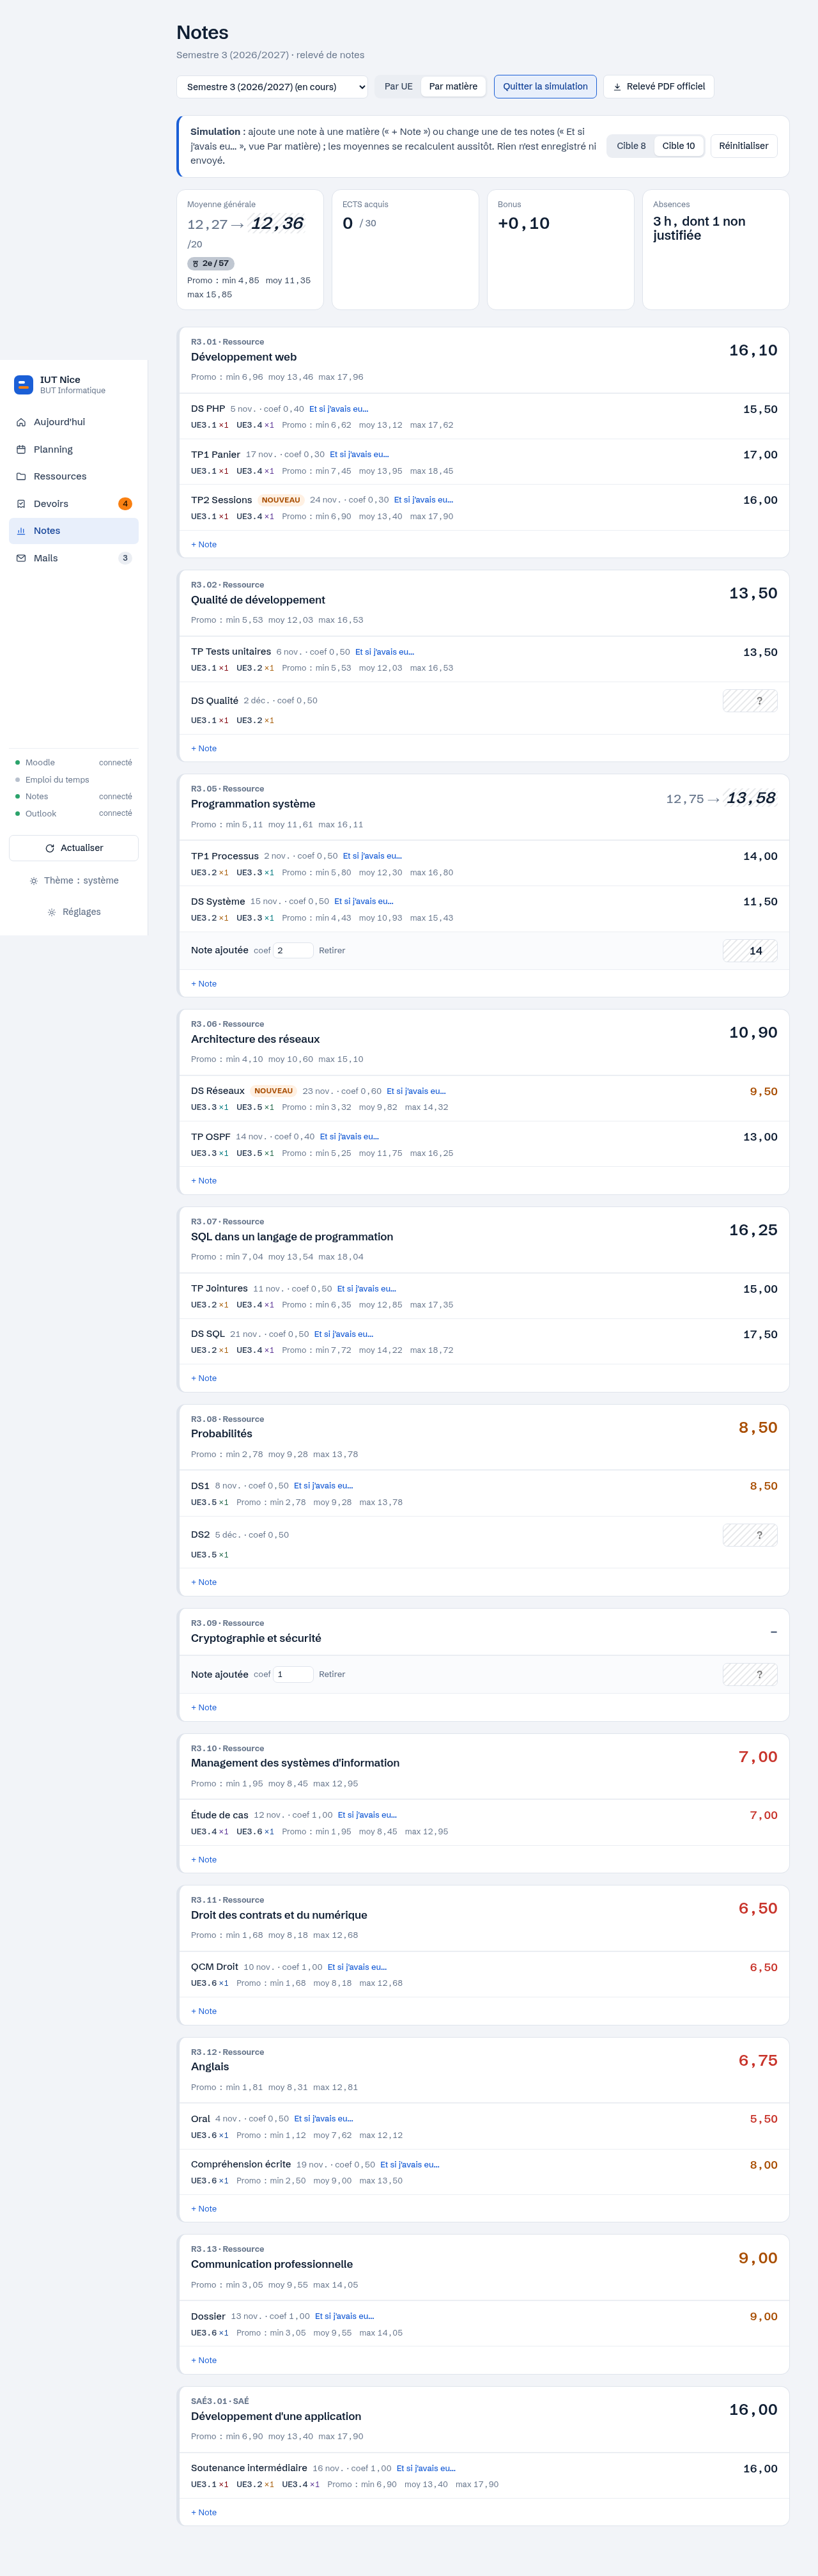 Notes
Semestre 3 (2026/2027) · relevé de notes
Semestre 3 (2026/2027) (en cours)
Par UE
Par matière
Quitter la simulation
Relevé PDF officiel
Simulation : ajoute une note à une matière (« + Note ») ou change une de tes notes (« Et si
j'avais eu… », vue Par matière) ; les moyennes se recalculent aussitôt. Rien n'est enregistré ni
envoyé.
Cible 8
Cible 10
Réinitialiser
Moyenne générale
12,27 → 12,36
/20
2e / 57
Promo : min 4,85 moy 11,35
max 15,85
ECTS acquis
0 / 30
Bonus
+0,10
Absences
3 h, dont 1 non
justifiée
IUT Nice
BUT Informatique
Aujourd'hui
Planning
Ressources
Devoirs 4
Notes
Mails 3
Moodle connecté
Emploi du temps
Notes connecté
Outlook connecté
Actualiser
Thème : système
Réglages
R3.01 · Ressource
Développement web 16,10
Promo : min 6,96 moy 13,46 max 17,96
DS PHP 5 nov. · coef 0,40 Et si j'avais eu… 15,50
UE3.1 ×1 UE3.4 ×1 Promo : min 6,62 moy 13,12 max 17,62
TP1 Panier 17 nov. · coef 0,30 Et si j'avais eu… 17,00
UE3.1 ×1 UE3.4 ×1 Promo : min 7,45 moy 13,95 max 18,45
TP2 Sessions NOUVEAU 24 nov. · coef 0,30 Et si j'avais eu… 16,00
UE3.1 ×1 UE3.4 ×1 Promo : min 6,90 moy 13,40 max 17,90
+ Note
R3.02 · Ressource
Qualité de développement 13,50
Promo : min 5,53 moy 12,03 max 16,53
TP Tests unitaires 6 nov. · coef 0,50 Et si j'avais eu… 13,50
UE3.1 ×1 UE3.2 ×1 Promo : min 5,53 moy 12,03 max 16,53
DS Qualité 2 déc. · coef 0,50 ?
UE3.1 ×1 UE3.2 ×1
+ Note
R3.05 · Ressource
Programmation système 12,75 → 13,58
Promo : min 5,11 moy 11,61 max 16,11
TP1 Processus 2 nov. · coef 0,50 Et si j'avais eu… 14,00
UE3.2 ×1 UE3.3 ×1 Promo : min 5,80 moy 12,30 max 16,80
DS Système 15 nov. · coef 0,50 Et si j'avais eu… 11,50
UE3.2 ×1 UE3.3 ×1 Promo : min 4,43 moy 10,93 max 15,43
Note ajoutée coef 2 Retirer 14
+ Note
R3.06 · Ressource
Architecture des réseaux 10,90
Promo : min 4,10 moy 10,60 max 15,10
DS Réseaux NOUVEAU 23 nov. · coef 0,60 Et si j'avais eu… 9,50
UE3.3 ×1 UE3.5 ×1 Promo : min 3,32 moy 9,82 max 14,32
TP OSPF 14 nov. · coef 0,40 Et si j'avais eu… 13,00
UE3.3 ×1 UE3.5 ×1 Promo : min 5,25 moy 11,75 max 16,25
+ Note
R3.07 · Ressource
SQL dans un langage de programmation 16,25
Promo : min 7,04 moy 13,54 max 18,04
TP Jointures 11 nov. · coef 0,50 Et si j'avais eu… 15,00
UE3.2 ×1 UE3.4 ×1 Promo : min 6,35 moy 12,85 max 17,35
DS SQL 21 nov. · coef 0,50 Et si j'avais eu… 17,50
UE3.2 ×1 UE3.4 ×1 Promo : min 7,72 moy 14,22 max 18,72
+ Note
R3.08 · Ressource
Probabilités 8,50
Promo : min 2,78 moy 9,28 max 13,78
DS1 8 nov. · coef 0,50 Et si j'avais eu… 8,50
UE3.5 ×1 Promo : min 2,78 moy 9,28 max 13,78
DS2 5 déc. · coef 0,50 ?
UE3.5 ×1
+ Note
R3.09 · Ressource
Cryptographie et sécurité –
Note ajoutée coef 1 Retirer ?
+ Note
R3.10 · Ressource
Management des systèmes d'information 7,00
Promo : min 1,95 moy 8,45 max 12,95
Étude de cas 12 nov. · coef 1,00 Et si j'avais eu… 7,00
UE3.4 ×1 UE3.6 ×1 Promo : min 1,95 moy 8,45 max 12,95
+ Note
R3.11 · Ressource
Droit des contrats et du numérique 6,50
Promo : min 1,68 moy 8,18 max 12,68
QCM Droit 10 nov. · coef 1,00 Et si j'avais eu… 6,50
UE3.6 ×1 Promo : min 1,68 moy 8,18 max 12,68
+ Note
R3.12 · Ressource
Anglais 6,75
Promo : min 1,81 moy 8,31 max 12,81
Oral 4 nov. · coef 0,50 Et si j'avais eu… 5,50
UE3.6 ×1 Promo : min 1,12 moy 7,62 max 12,12
Compréhension écrite 19 nov. · coef 0,50 Et si j'avais eu… 8,00
UE3.6 ×1 Promo : min 2,50 moy 9,00 max 13,50
+ Note
R3.13 · Ressource
Communication professionnelle 9,00
Promo : min 3,05 moy 9,55 max 14,05
Dossier 13 nov. · coef 1,00 Et si j'avais eu… 9,00
UE3.6 ×1 Promo : min 3,05 moy 9,55 max 14,05
+ Note
SAÉ3.01 · SAÉ
Développement d'une application 16,00
Promo : min 6,90 moy 13,40 max 17,90
Soutenance intermédiaire 16 nov. · coef 1,00 Et si j'avais eu… 16,00
UE3.1 ×1 UE3.2 ×1 UE3.4 ×1 Promo : min 6,90 moy 13,40 max 17,90
+ Note